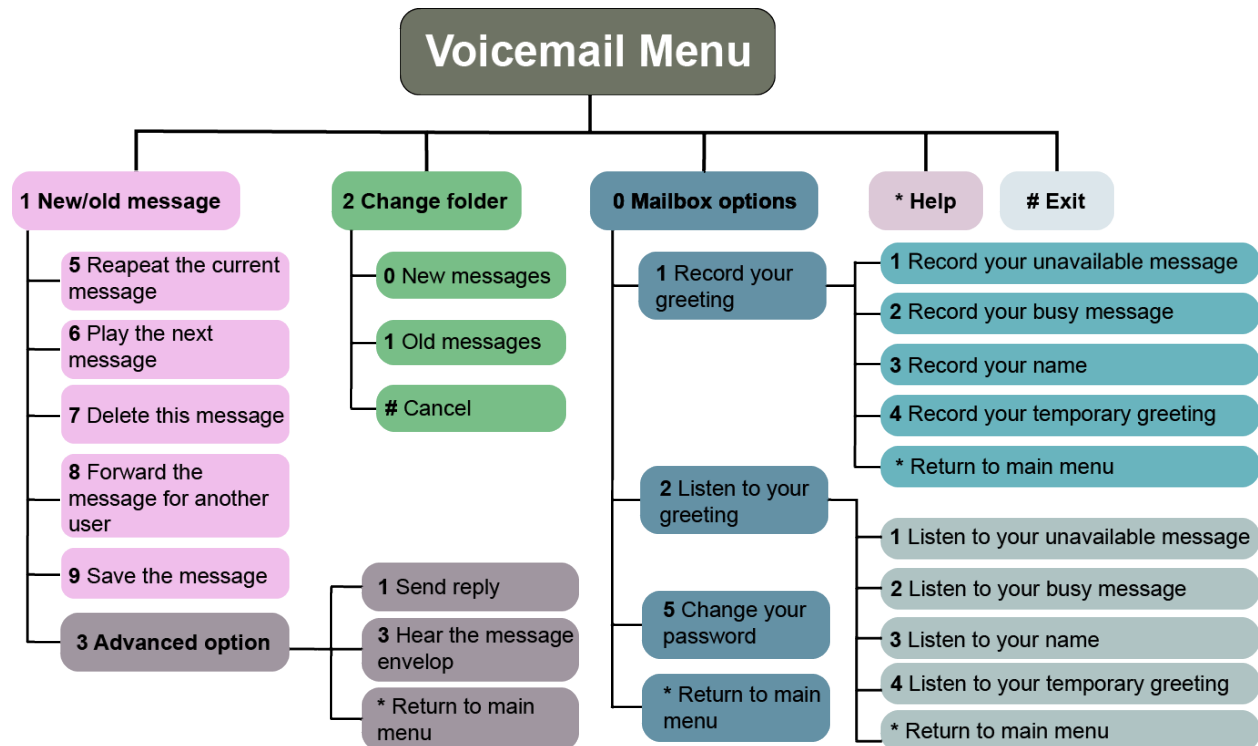 Voicemail Menu
1 New/old message
5 Reapeat the current
message
6 Play the next
message
7 Delete this message
8 Forward the
message for another
user
9 Save the message
3 Advanced option
1 Send reply
3 Hear the message
envelop
* Return to main
menu
2 Change folder
0 New messages
1 Old messages
# Cancel
0 Mailbox options
1 Record your
greeting
1 Record your unavailable message
2 Record your busy message
3 Record your name
4 Record your temporary greeting
* Return to main menu
2 Listen to your
greeting
1 Listen to your unavailable message
2 Listen to your busy message
3 Listen to your name
4 Listen to your temporary greeting
* Return to main menu
5 Change your
password
* Return to main
menu
* Help
# Exit